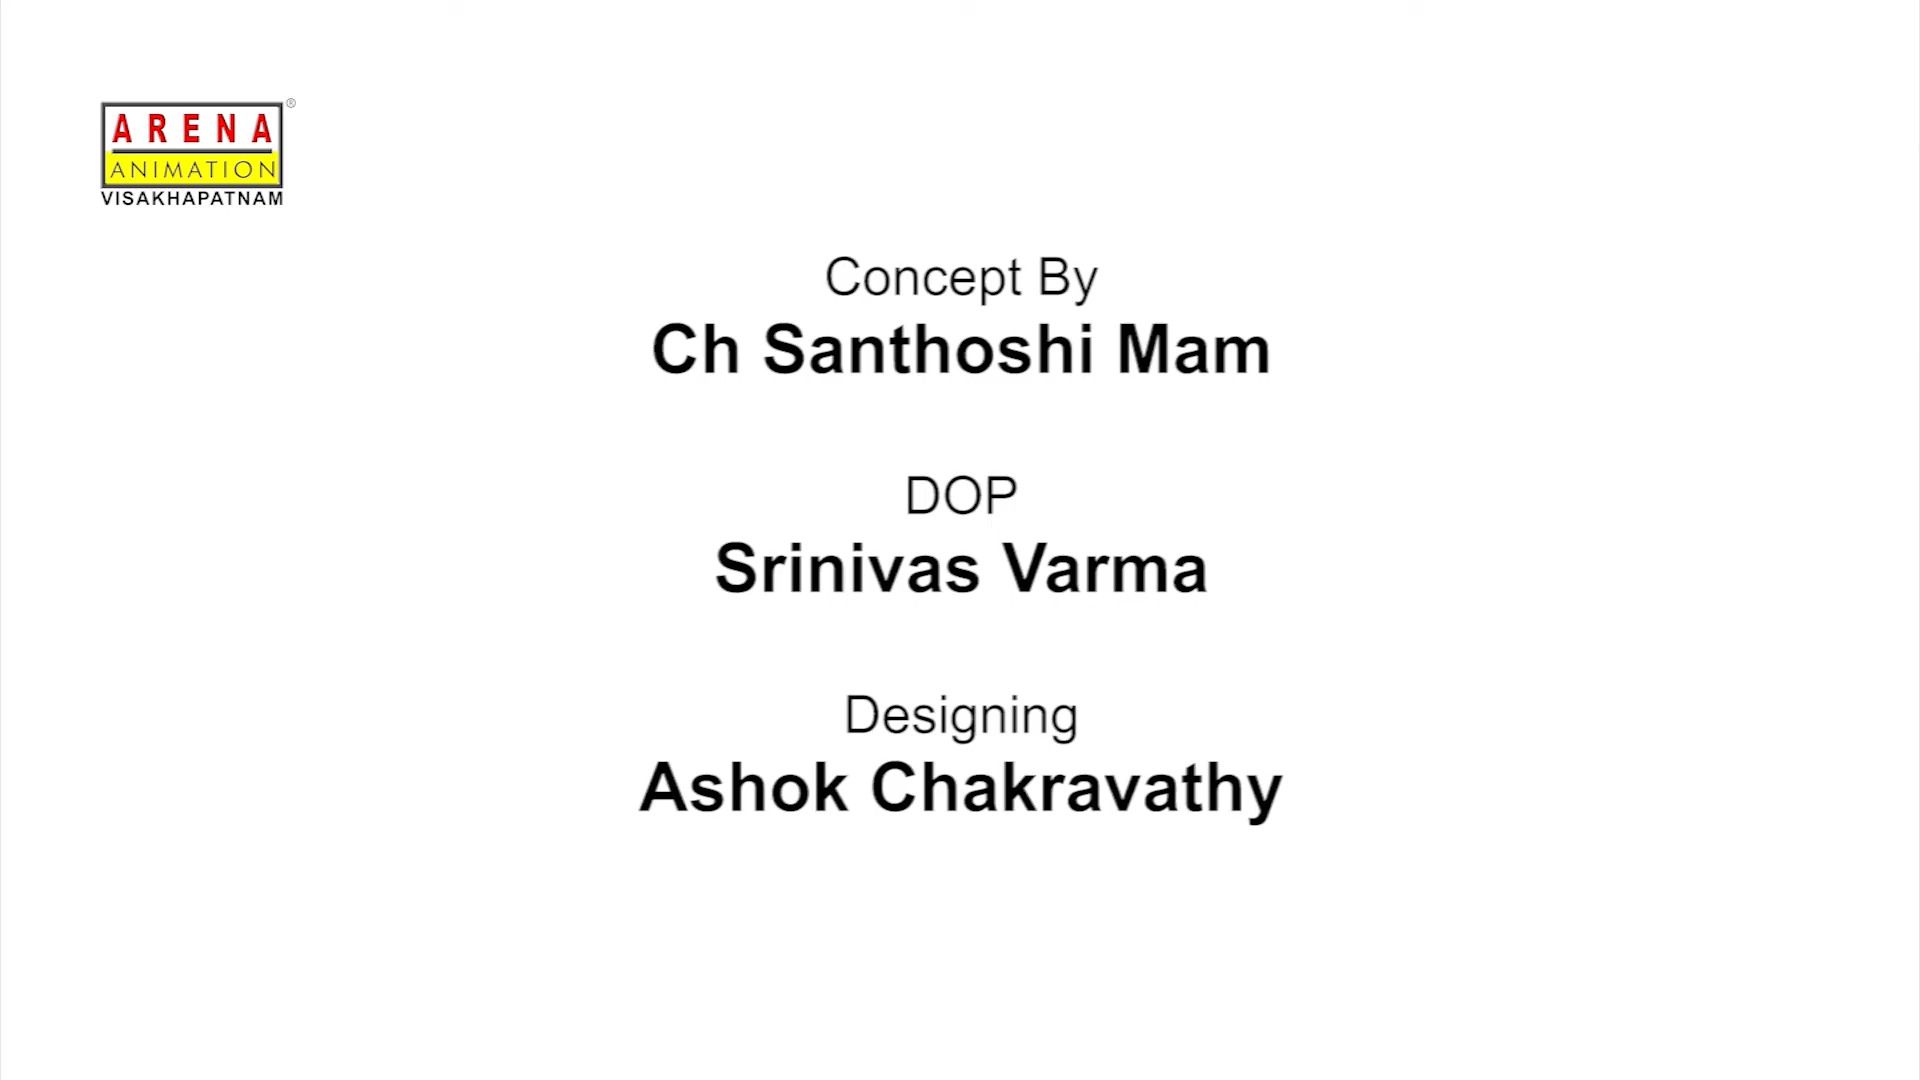 ARENA ®
ANIMATION
VISAKHAPATNAM
Concept By
Ch Santhoshi Mam
DOP
Srinivas Varma
Designing
Ashok Chakravathy